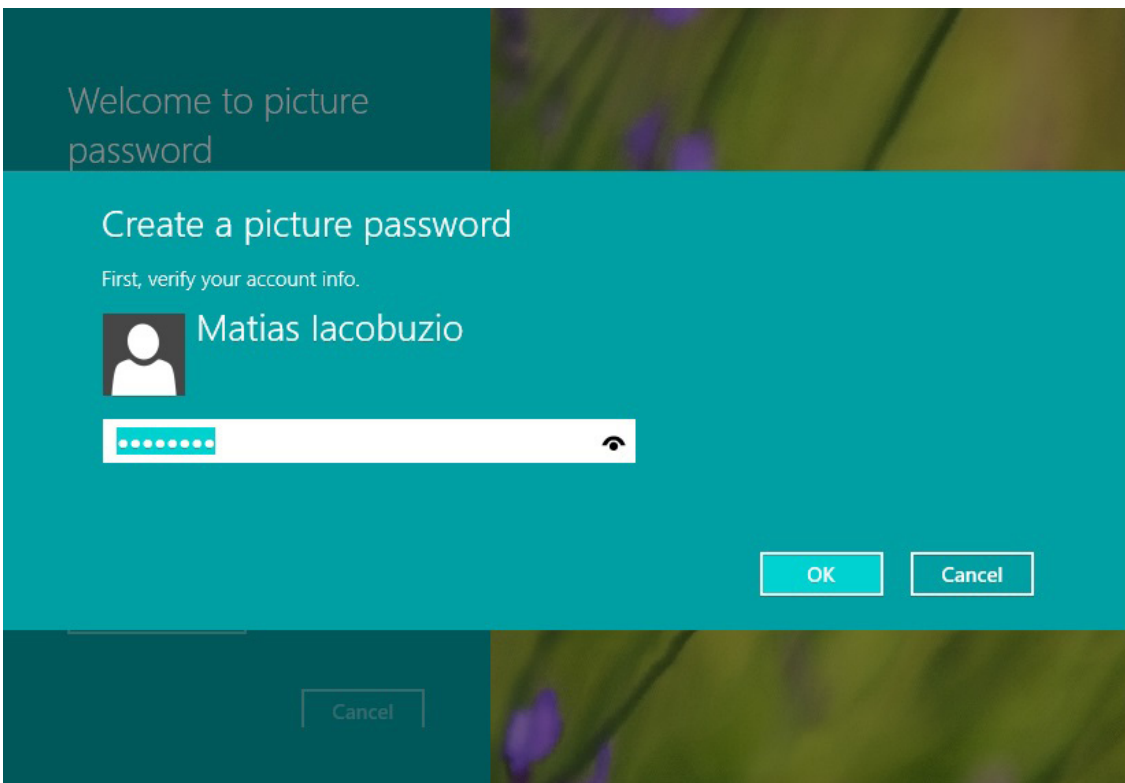 Welcome to picture
password
Create a picture password
First, verify your account info.
Matias Iacobuzio
••••••••
OK
Cancel
Cancel